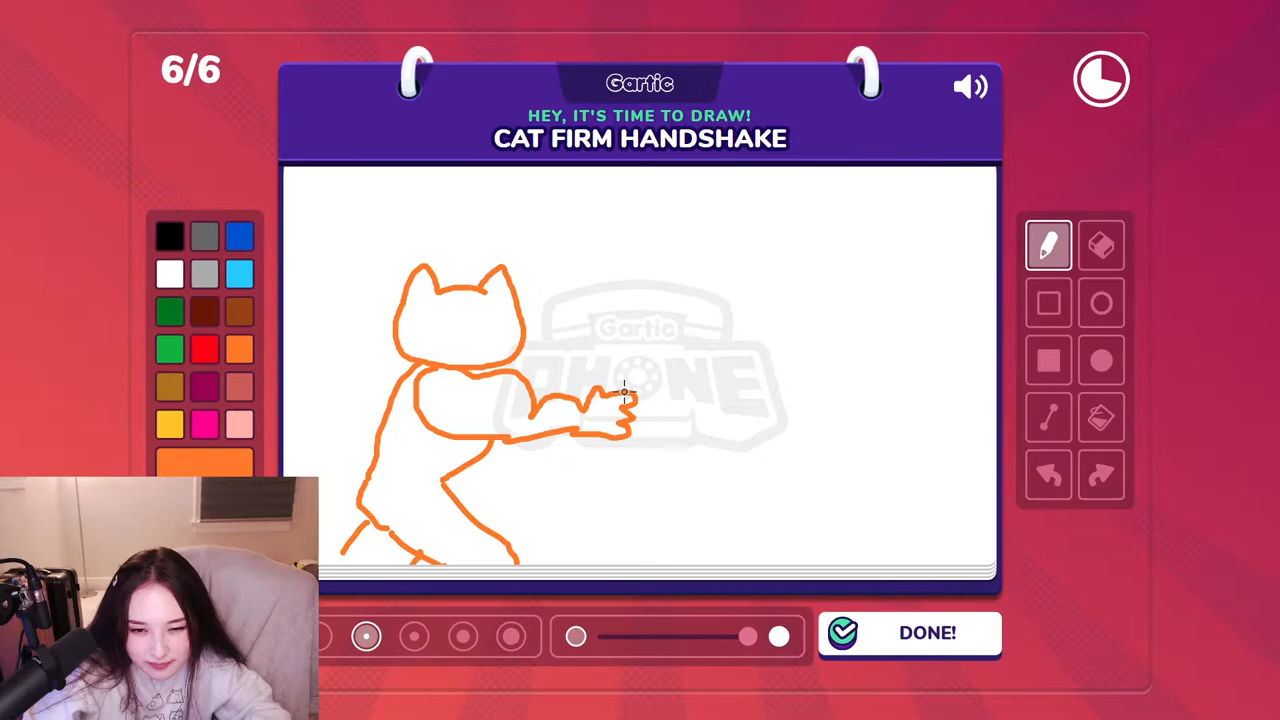 6/6
Gartic
HEY, IT'S TIME TO DRAW!
CAT FIRM HANDSHAKE
Gartic
PHONE
DONE!